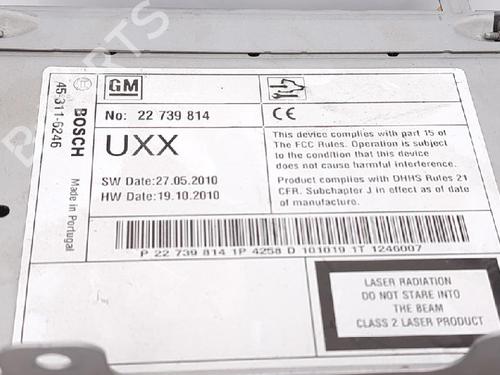 GM
No: 22 739 814
UXX
SW Date:27.05.2010
HW Date:19.10.2010
CE
This device complies with part 15 of
The FCC Rules. Operation is subject
to the condition that this device
does not cause harmful interference.
Product complies with DHHS Rules 21
CFR. Subchapter J in effect as of date
of manufacture.
P 22 739 814 1P 4258 D 101019 1T 1246007
45-311-6246
BOSCH
Made in Portugal
LASER RADIATION
DO NOT STARE INTO
THE BEAM
CLASS 2 LASER PRODUCT